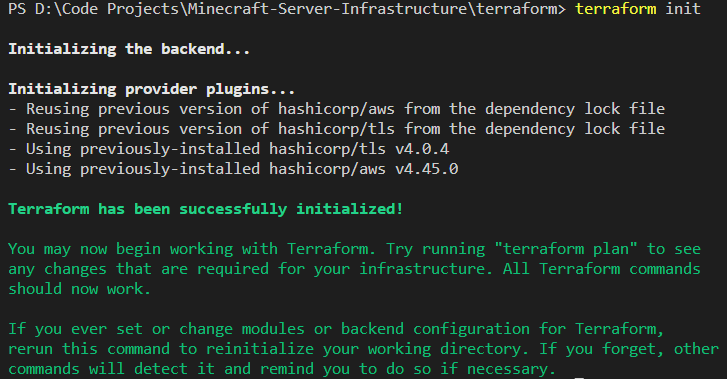 PS D:\Code Projects\Minecraft-Server-Infrastructure\terraform> terraform init
Initializing the backend...
Initializing provider plugins...
- Reusing previous version of hashicorp/aws from the dependency lock file
- Reusing previous version of hashicorp/tls from the dependency lock file
- Using previously-installed hashicorp/tls v4.0.4
- Using previously-installed hashicorp/aws v4.45.0
Terraform has been successfully initialized!
You may now begin working with Terraform. Try running "terraform plan" to see
any changes that are required for your infrastructure. All Terraform commands
should now work.
If you ever set or change modules or backend configuration for Terraform,
rerun this command to reinitialize your working directory. If you forget, other
commands will detect it and remind you to do so if necessary.